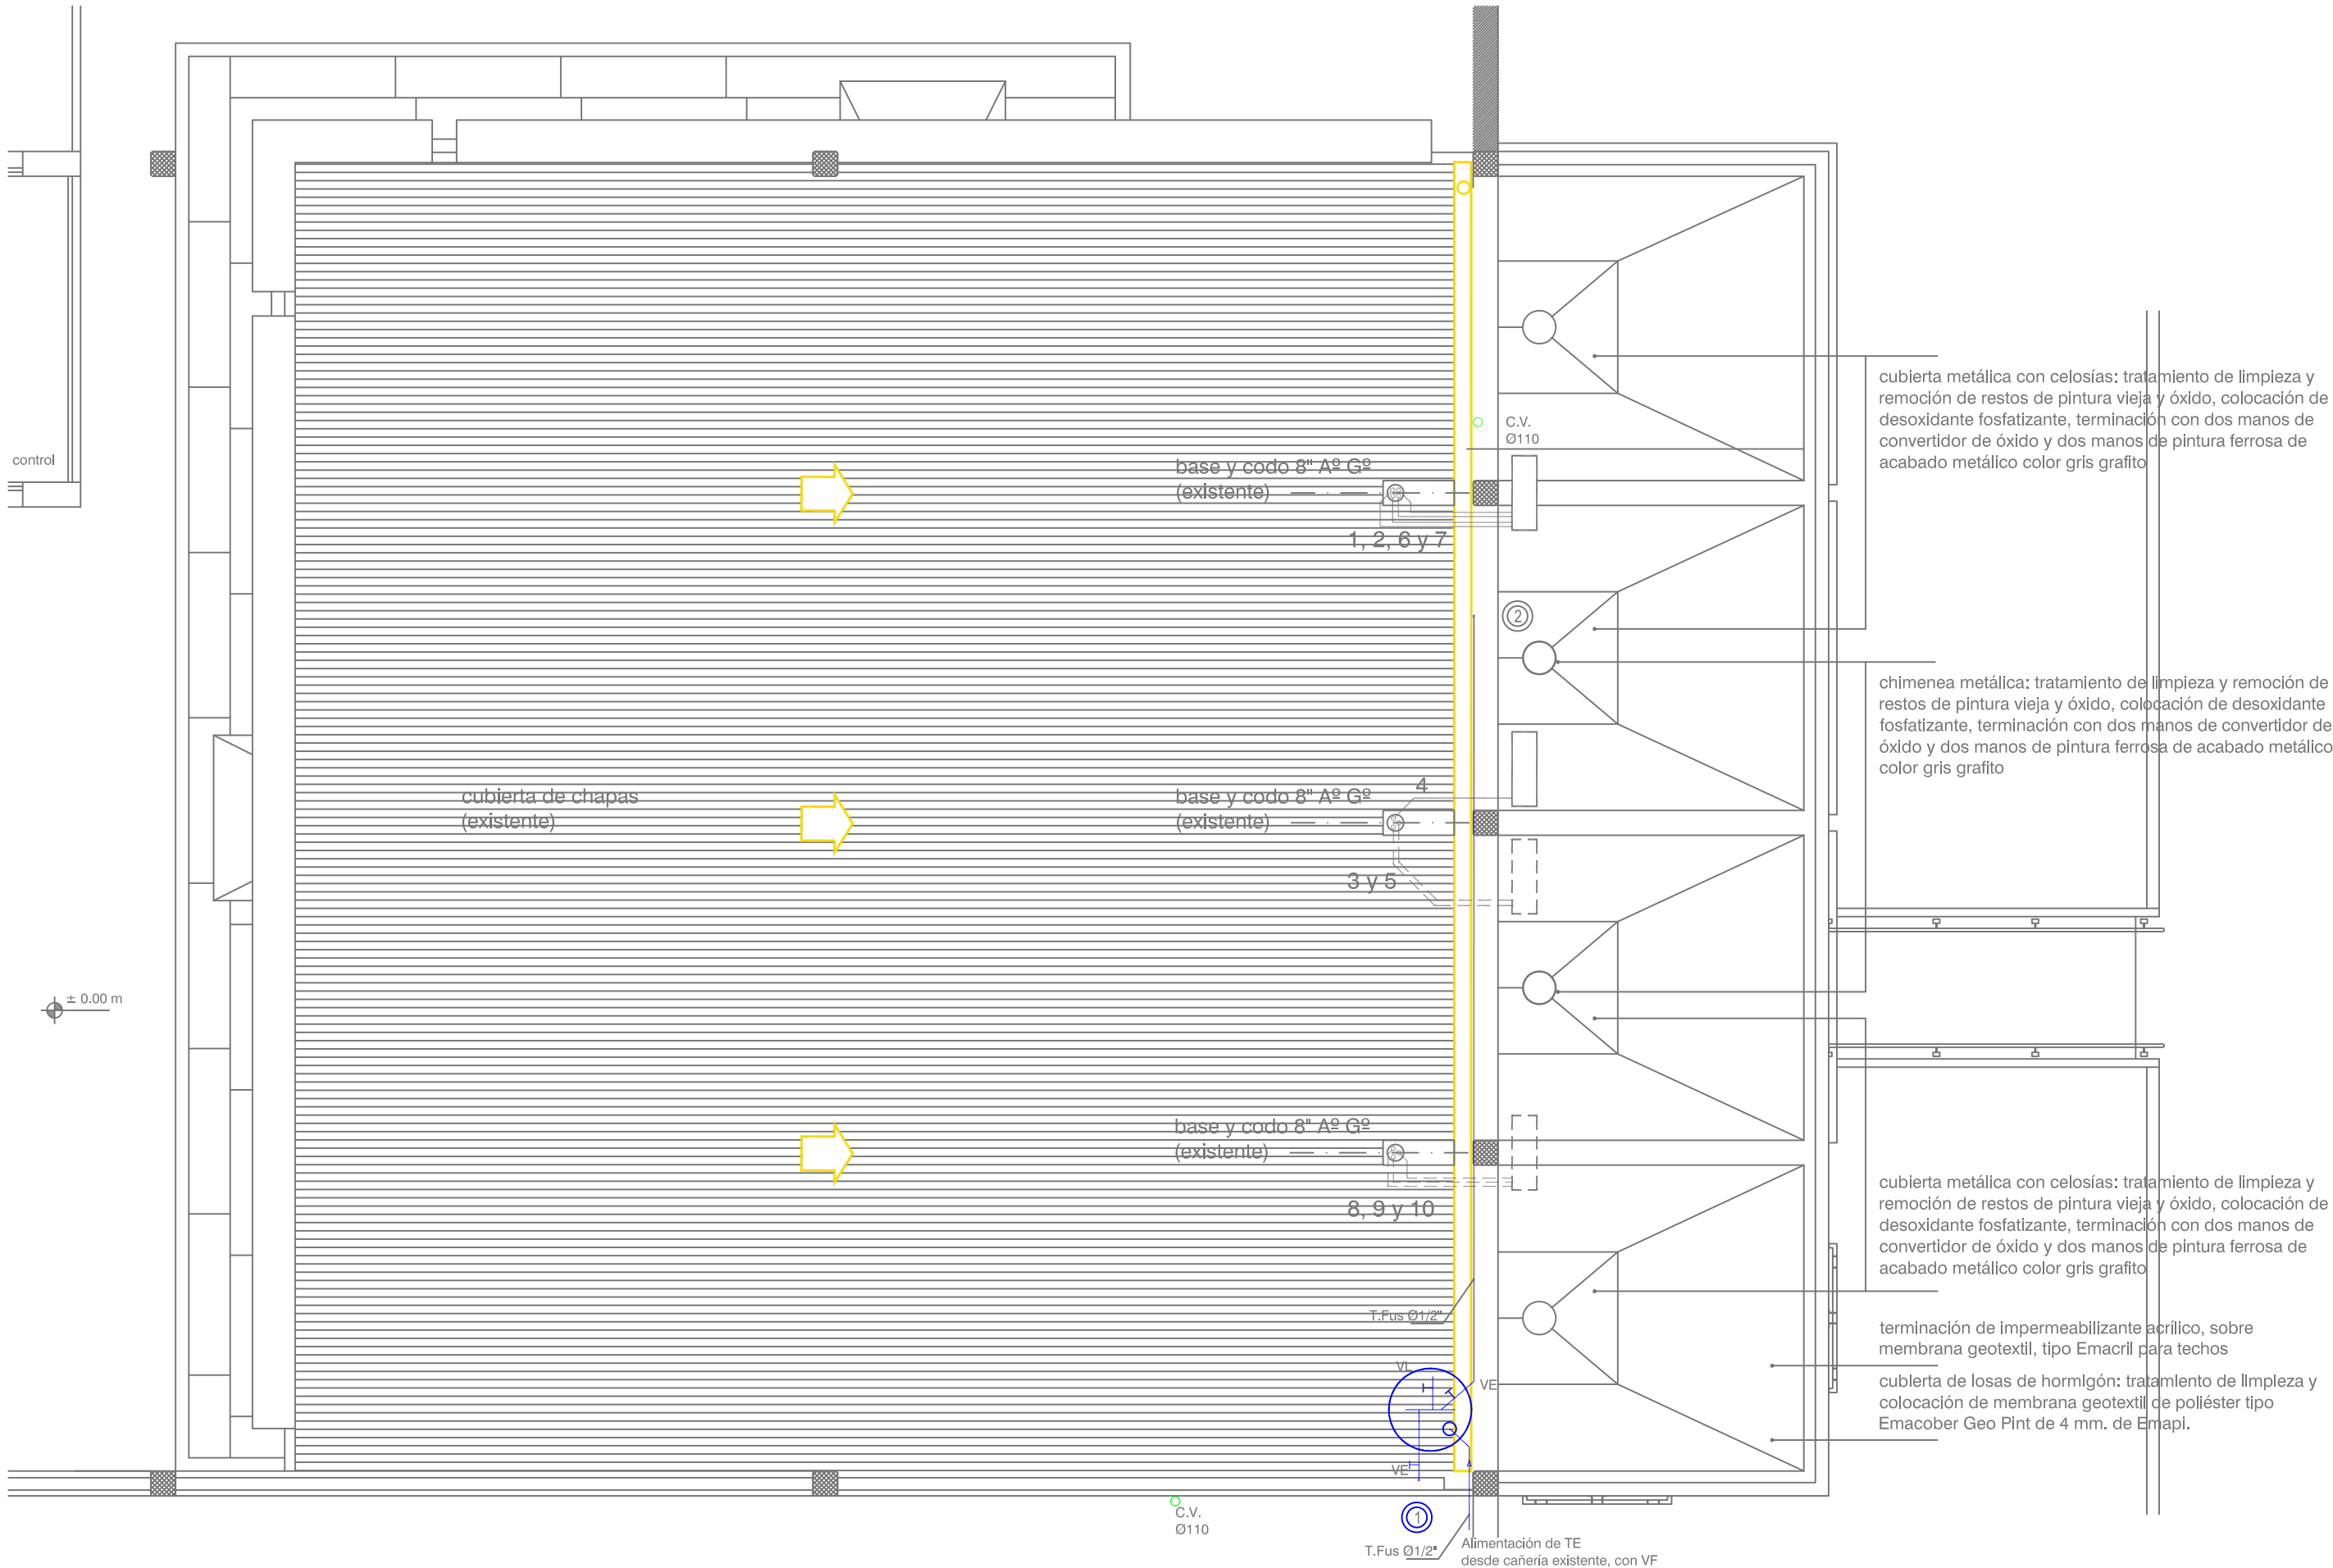 control
± 0.00 m
cubierta de chapas
(existente)
base y codo 8" Aº Gº
(existente)
1, 2, 6 y 7
C.V.
Ø110
2
base y codo 8" Aº Gº
(existente)
4
3 y 5
base y codo 8" Aº Gº
(existente)
8, 9 y 10
T.Fus Ø1/2"
VL
VE
VE
C.V.
Ø110
1
T.Fus Ø1/2"
Alimentación de TE
desde cañería existente, con VF
cubierta metálica con celosías: tratamiento de limpieza y
remoción de restos de pintura vieja y óxido, colocación de
desoxidante fosfatizante, terminación con dos manos de
convertidor de óxido y dos manos de pintura ferrosa de
acabado metálico color gris grafito
chimenea metálica: tratamiento de limpieza y remoción de
restos de pintura vieja y óxido, colocación de desoxidante
fosfatizante, terminación con dos manos de convertidor de
óxido y dos manos de pintura ferrosa de acabado metálico
color gris grafito
cubierta metálica con celosías: tratamiento de limpieza y
remoción de restos de pintura vieja y óxido, colocación de
desoxidante fosfatizante, terminación con dos manos de
convertidor de óxido y dos manos de pintura ferrosa de
acabado metálico color gris grafito
terminación de impermeabilizante acrílico, sobre
membrana geotextil, tipo Emacril para techos
cubierta de losas de hormigón: tratamiento de limpieza y
colocación de membrana geotextil de poliéster tipo
Emacober Geo Pint de 4 mm. de Emapi.